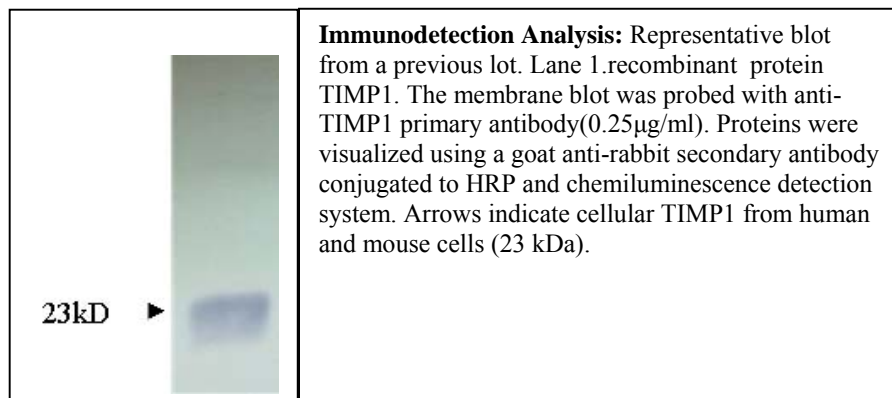 Immunodetection Analysis: Representative blot
from a previous lot. Lane 1.recombinant protein
TIMP1. The membrane blot was probed with anti-
TIMP1 primary antibody(0.25μg/ml). Proteins were
visualized using a goat anti-rabbit secondary antibody
conjugated to HRP and chemiluminescence detection
system. Arrows indicate cellular TIMP1 from human
and mouse cells (23 kDa).
23kD